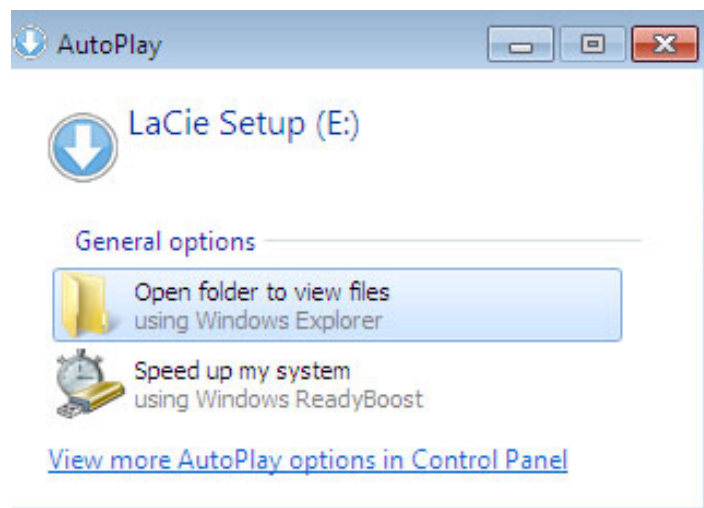 AutoPlay
LaCie Setup (E:)
General options
Open folder to view files
using Windows Explorer
Speed up my system
using Windows ReadyBoost
View more AutoPlay options in Control Panel